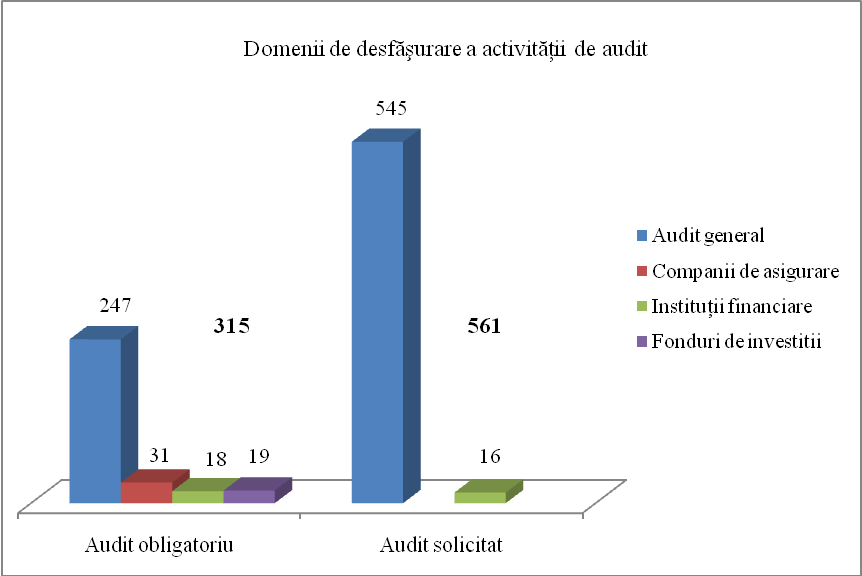 Domenii de desfăşurare a activității de audit
545
247
315
561
31
18
19
16
Audit obligatoriu
Audit solicitat
Audit general
Companii de asigurare
Instituții financiare
Fonduri de investitii